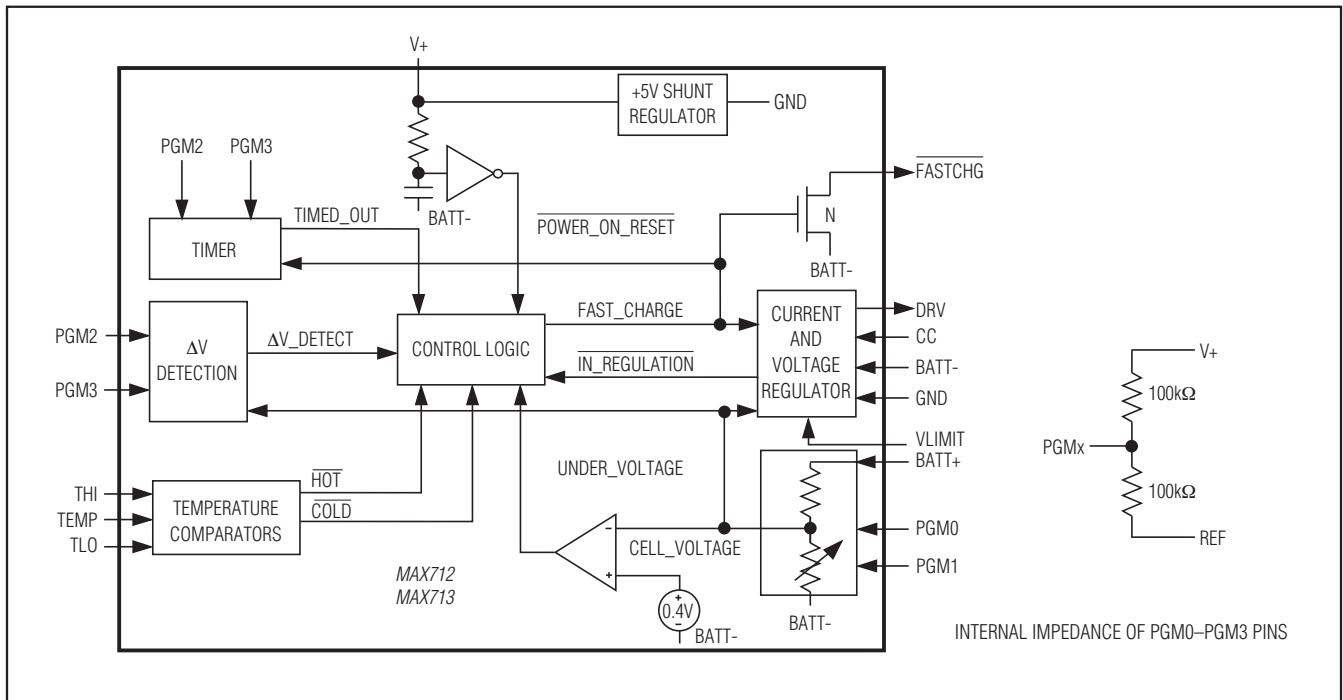 V+
+5V SHUNT
REGULATOR
GND
PGM2
PGM3
FASTCHG
N
BATT-
TIMED_OUT
BATT-
POWER_ON_RESET
TIMER
CURRENT
AND
VOLTAGE
REGULATOR
DRV
CC
BATT-
GND
FAST_CHARGE
PGM2
ΔV
DETECTION
ΔV_DETECT
CONTROL LOGIC
IN_REGULATION
PGM3
VLIMIT
BATT+
UNDER_VOLTAGE
THI
TEMP
TLO
TEMPERATURE
COMPARATORS
HOT
COLD
-
+
CELL_VOLTAGE
PGM0
PGM1
MAX712
MAX713
+
0.4V
-
BATT-
BATT-
V+
100kΩ
PGMx
100kΩ
REF
INTERNAL IMPEDANCE OF PGM0–PGM3 PINS